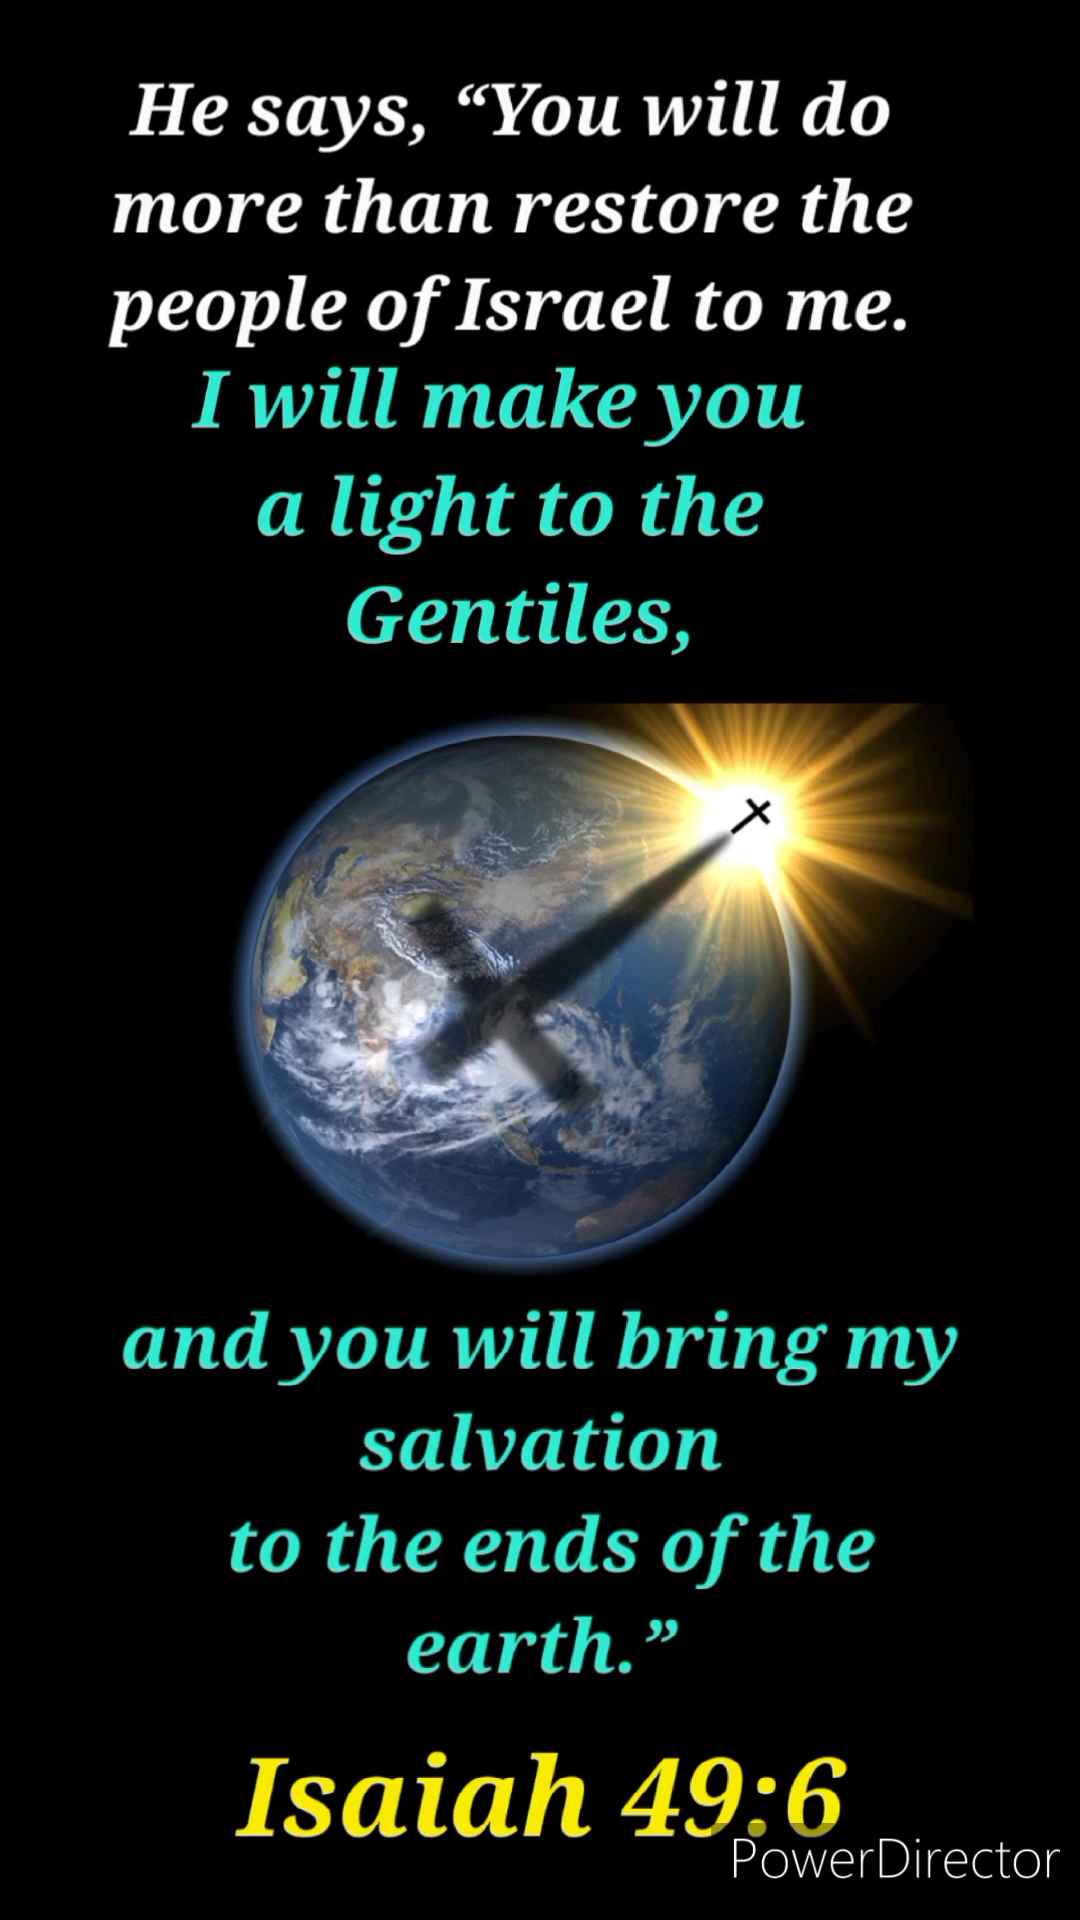 He says, “You will do
more than restore the
people of Israel to me.
I will make you
a light to the
Gentiles,
and you will bring my
salvation
to the ends of the
earth.”
Isaiah 49:6
PowerDirector